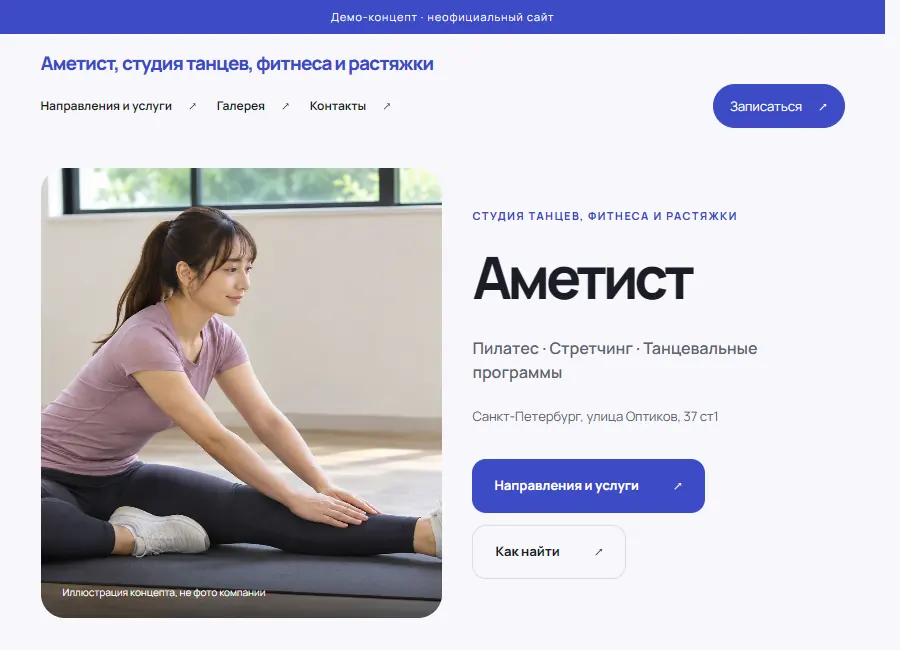 Демо-концепт · неофициальный сайт
Аметист, студия танцев, фитнеса и растяжки
Направления и услуги ↗ Галерея ↗ Контакты ↗ Записаться ↗
СТУДИЯ ТАНЦЕВ, ФИТНЕСА И РАСТЯЖКИ
Аметист
Пилатес · Стретчинг · Танцевальные
программы
Санкт-Петербург, улица Оптиков, 37 ст1
Направления и услуги ↗
Как найти ↗
Иллюстрация концепта, не фото компании